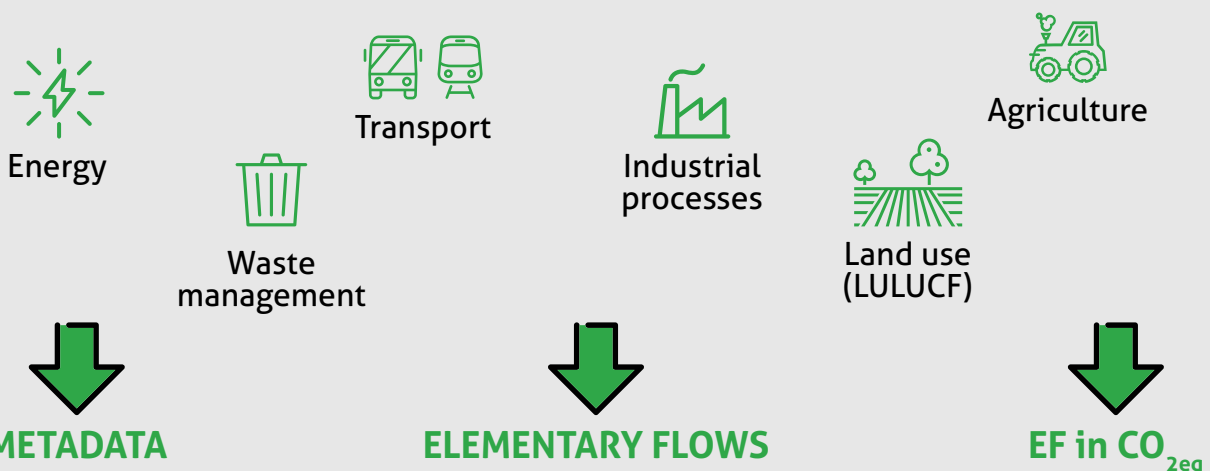 Energy
Waste
management
Transport
Industrial
processes
Land use
(LULUCF)
Agriculture
METADATA
ELEMENTARY FLOWS
EF in CO2eq